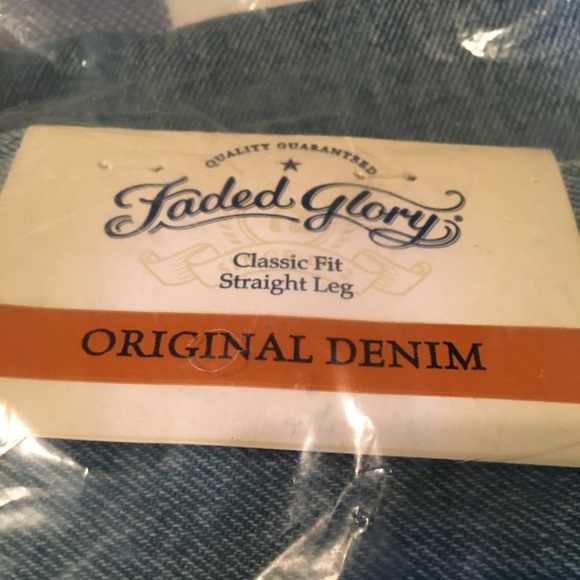 QUALITY GUARANTEED
Faded Glory®
Classic Fit
Straight Leg
ORIGINAL DENIM